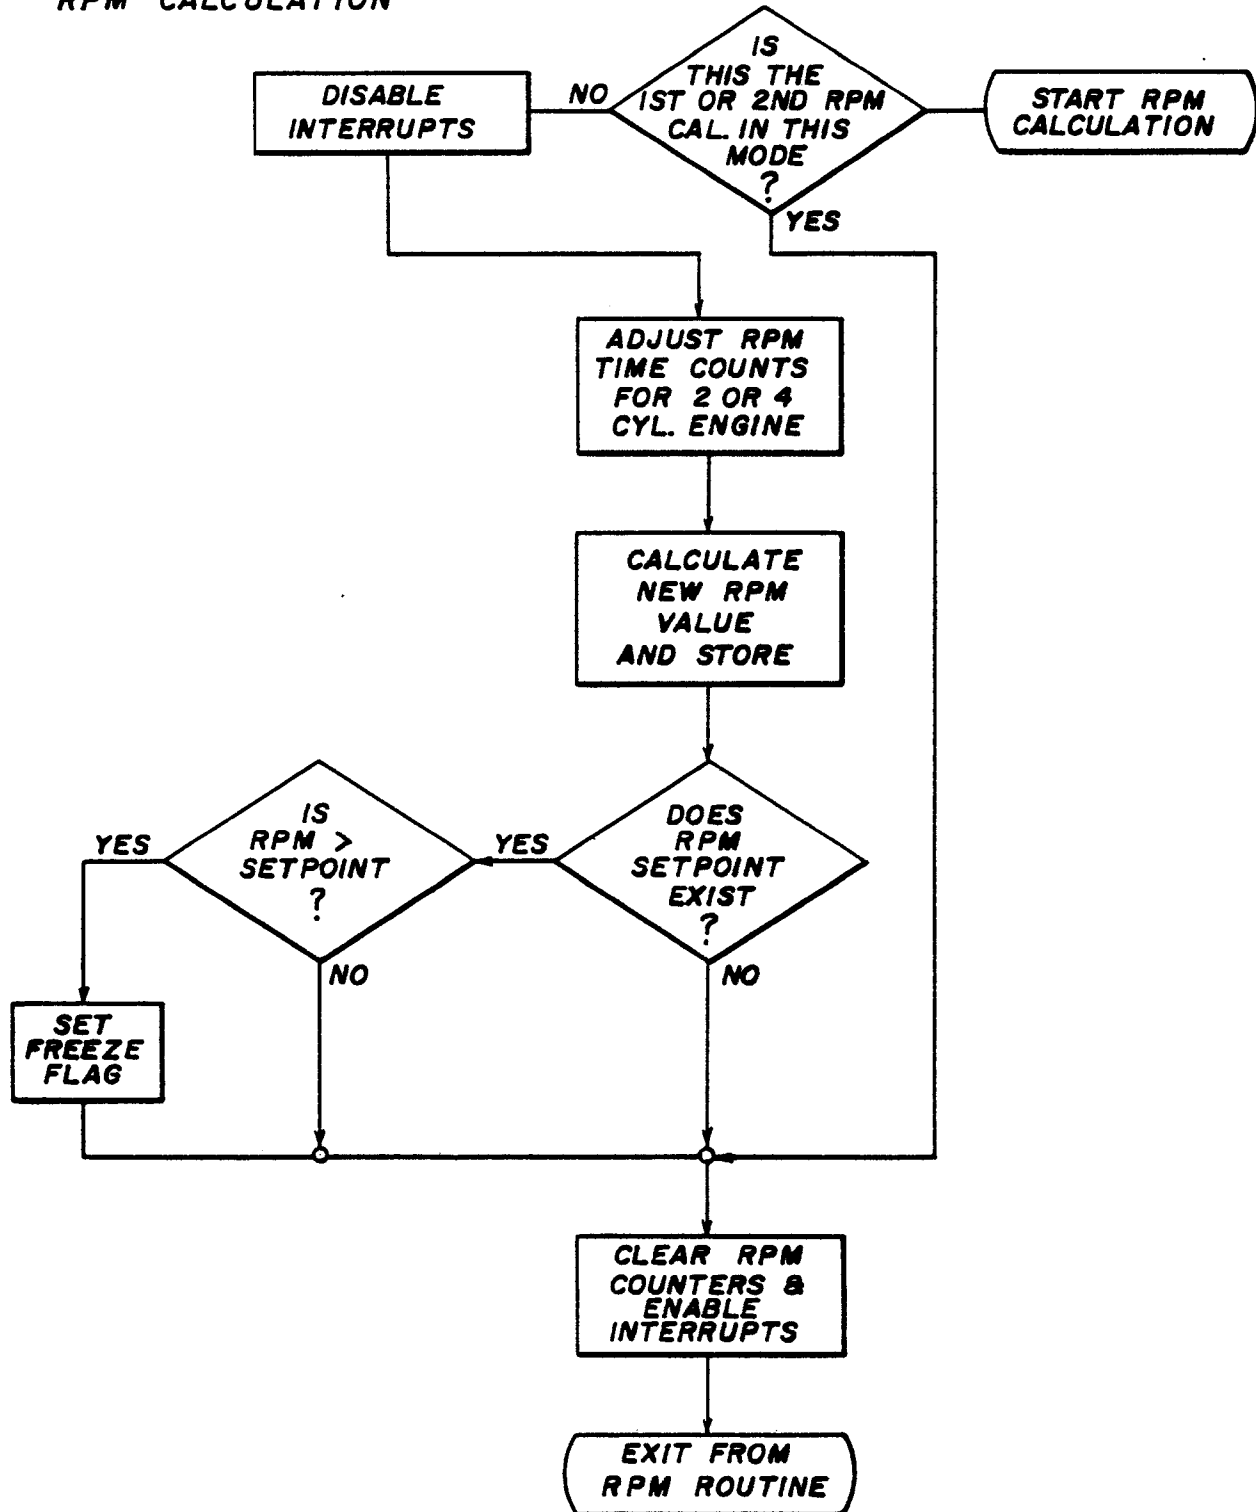 RPM CALCULATION
IS
THIS THE
1ST OR 2ND RPM
CAL. IN THIS
MODE
?
START RPM
CALCULATION
NO
DISABLE
INTERRUPTS
YES
ADJUST RPM
TIME COUNTS
FOR 2 OR 4
CYL. ENGINE
CALCULATE
NEW RPM
VALUE
AND STORE
DOES
RPM
SETPOINT
EXIST
?
YES
IS
RPM >
SETPOINT
?
YES
NO
NO
SET
FREEZE
FLAG
CLEAR RPM
COUNTERS &
ENABLE
INTERRUPTS
EXIT FROM
RPM ROUTINE